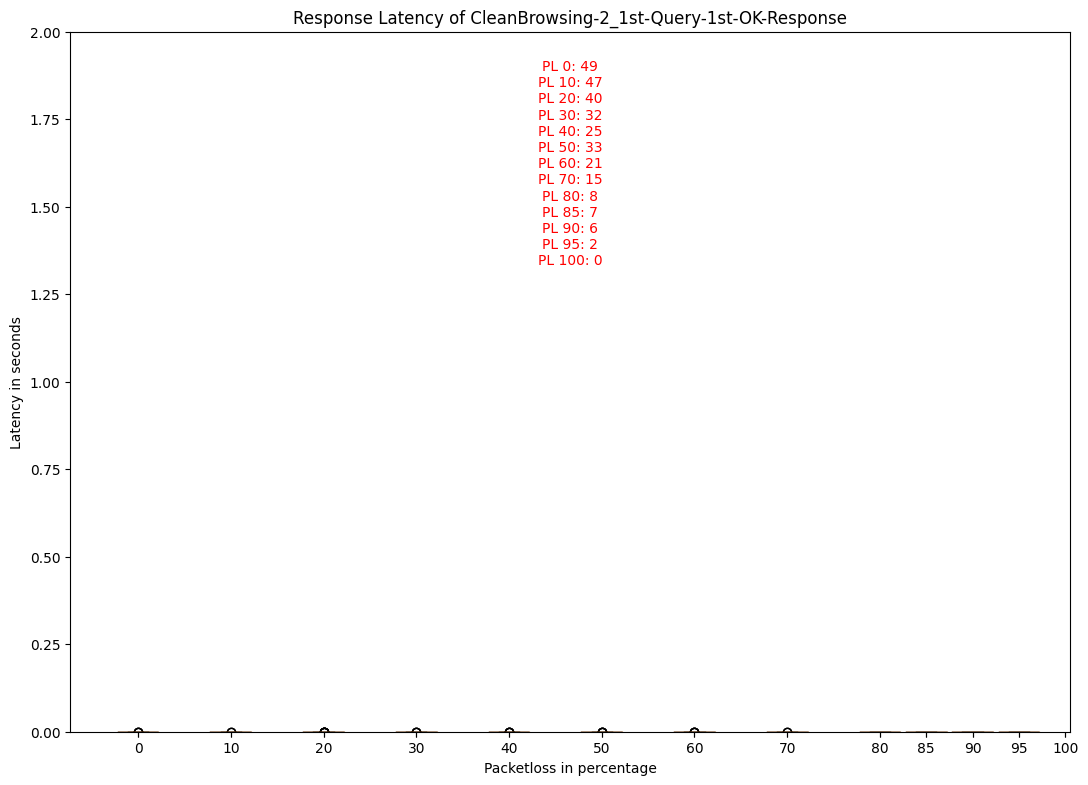 Response Latency of CleanBrowsing-2_1st-Query-1st-OK-Response
2.00
1.75
1.50
1.25
1.00
0.75
0.50
0.25
0.00
Latency in seconds
PL 0: 49
PL 10: 47
PL 20: 40
PL 30: 32
PL 40: 25
PL 50: 33
PL 60: 21
PL 70: 15
PL 80: 8
PL 85: 7
PL 90: 6
PL 95: 2
PL 100: 0
0 10 20 30 40 50 60 70 80 85 90 95 100
Packetloss in percentage